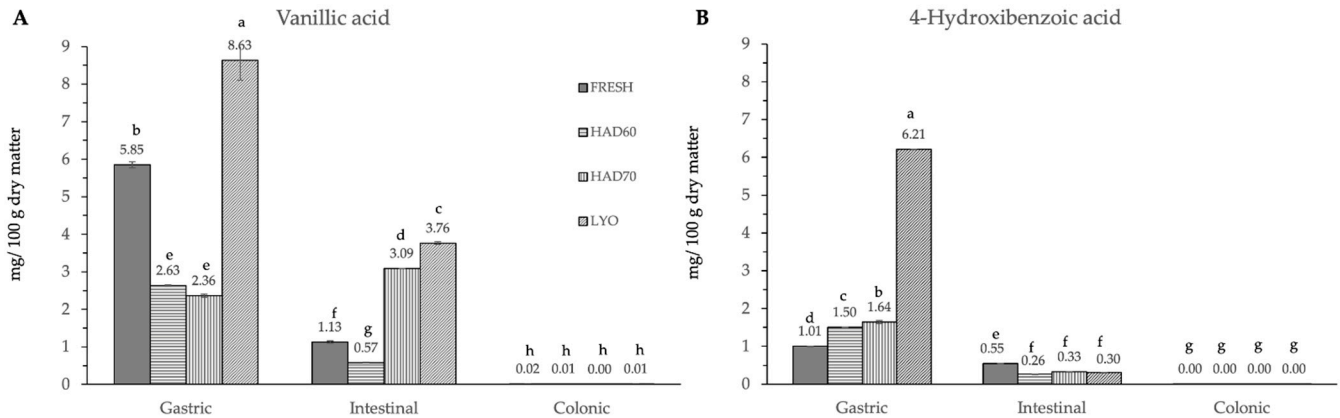 A
Vanillic acid
mg/ 100 g dry matter
9
8
7
6
5
4
3
2
1
0
b
5.85
e
2.63
e
2.36
a
8.63
f
1.13
g
0.57
d
3.09
c
3.76
h
0.02
h
0.01
h
0.00
h
0.01
FRESH
HAD60
HAD70
LYO
Gastric
Intestinal
Colonic
B
4-Hydroxibenzoic acid
mg/ 100 g dry matter
9
8
7
6
5
4
3
2
1
0
d
1.01
c
1.50
b
1.64
a
6.21
e
0.55
f
0.26
f
0.33
f
0.30
g
0.00
g
0.00
g
0.00
g
0.00
Gastric
Intestinal
Colonic